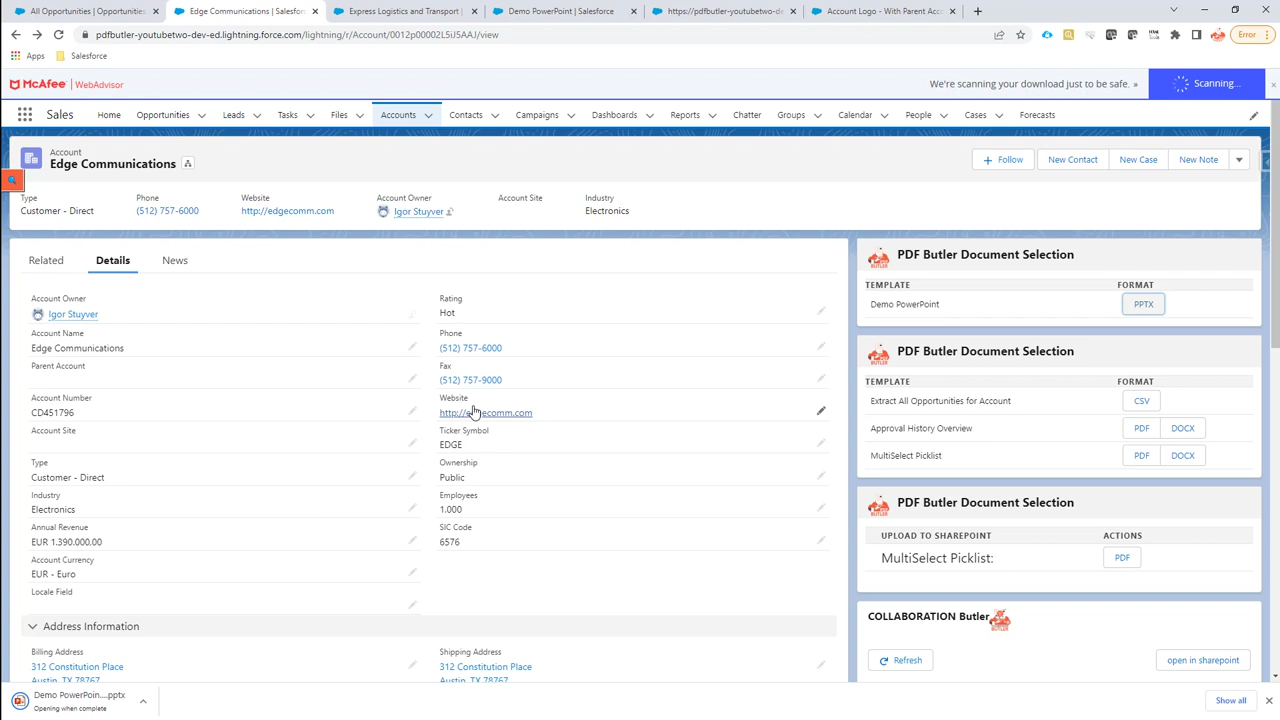 All Opportunities | Opportunities
Edge Communications | Salesfor
Express Logistics and Transport |
Demo PowerPoint | Salesforce
https://pdfbutler-youtubetwo-de
Account Logo - With Parent Acc
pdfbutler-youtubetwo-dev-ed.lightning.force.com/lightning/r/Account/0012p00002L5iJ5AAJ/view
Error
Apps
Salesforce
McAfee | WebAdvisor
We're scanning your download just to be safe. »
Scanning...
Sales
Home
Opportunities
Leads
Tasks
Files
Accounts
Contacts
Campaigns
Dashboards
Reports
Chatter
Groups
Calendar
People
Cases
Forecasts
Account
Edge Communications
Follow
New Contact
New Case
New Note
Type
Customer - Direct
Phone
(512) 757-6000
Website
http://edgecomm.com
Account Owner
Igor Stuyver
Account Site
Industry
Electronics
Related
Details
News
Account Owner
Igor Stuyver
Account Name
Edge Communications
Parent Account
Account Number
CD451796
Account Site
Type
Customer - Direct
Industry
Electronics
Annual Revenue
EUR 1.390.000.00
Account Currency
EUR - Euro
Locale Field
Rating
Hot
Phone
(512) 757-6000
Fax
(512) 757-9000
Website
http://edgecomm.com
Ticker Symbol
EDGE
Ownership
Public
Employees
1.000
SIC Code
6576
Address Information
Billing Address
312 Constitution Place
Austin, TX 78767
Shipping Address
312 Constitution Place
Austin, TX 78767
PDF Butler Document Selection
TEMPLATE FORMAT
Demo PowerPoint PPTX
PDF Butler Document Selection
TEMPLATE FORMAT
Extract All Opportunities for Account CSV
Approval History Overview PDF DOCX
MultiSelect Picklist PDF DOCX
PDF Butler Document Selection
UPLOAD TO SHAREPOINT ACTIONS
MultiSelect Picklist: PDF
COLLABORATION Butler
Refresh
open in sharepoint
Demo PowerPoin....pptx
Opening when complete
Show all